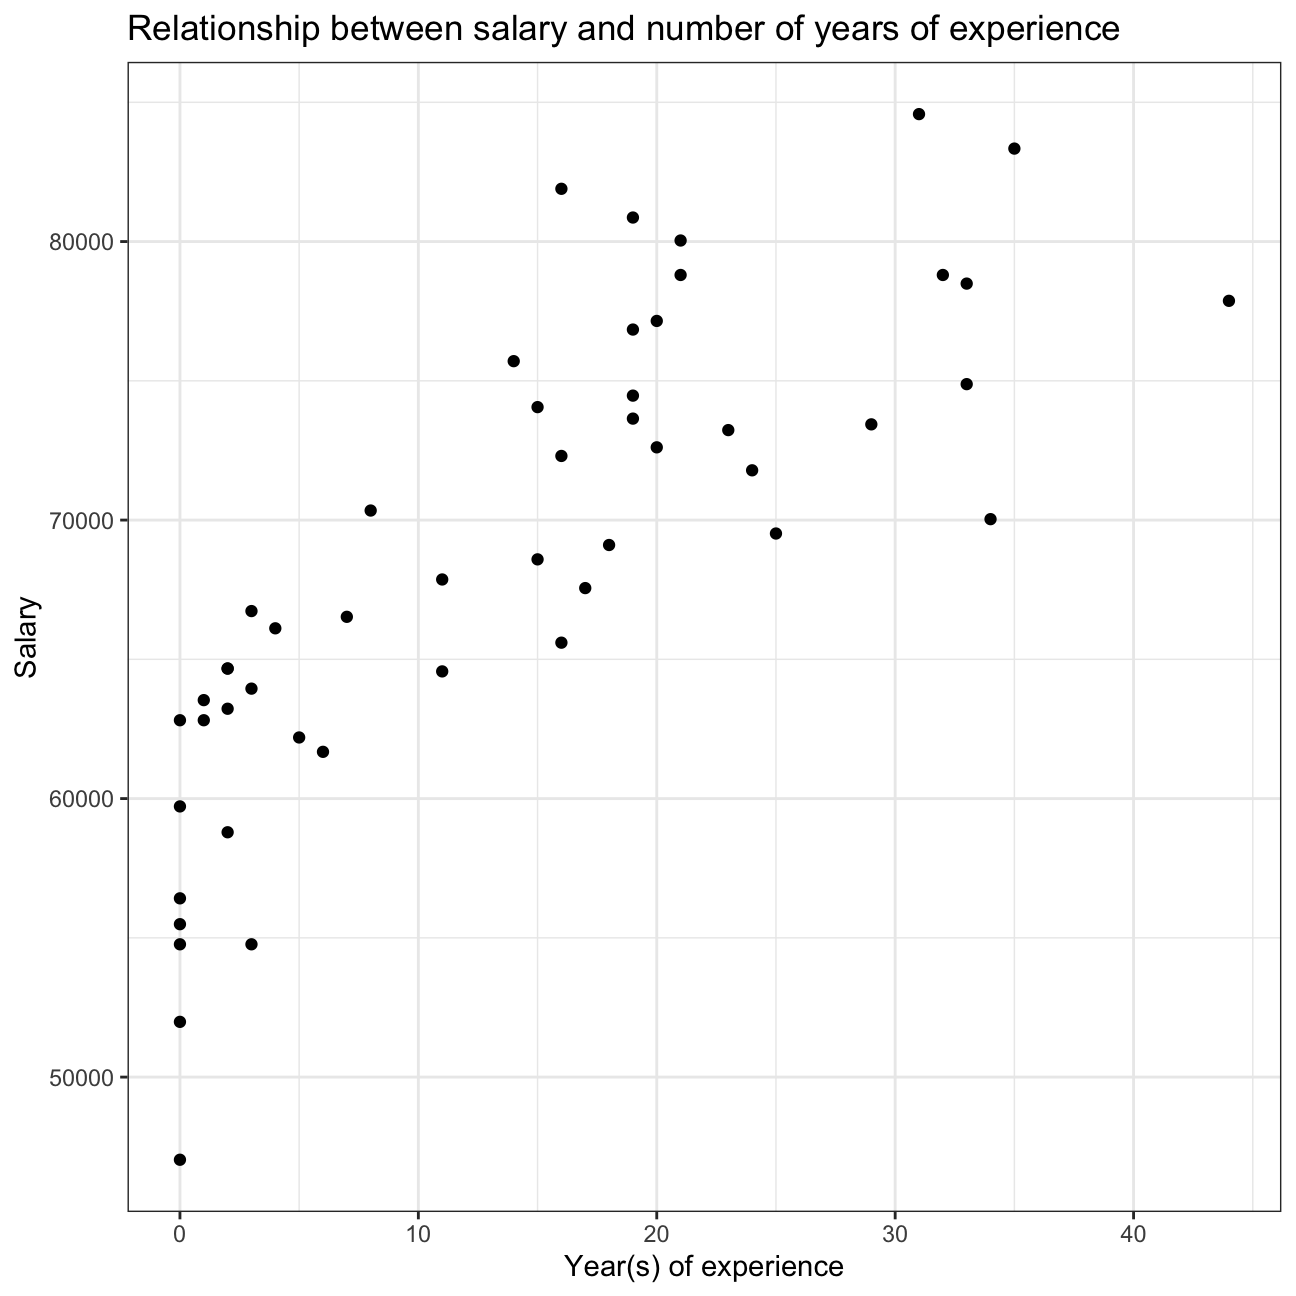 Relationship between salary and number of years of experience
80000
70000
60000
50000
Salary
0 10 20 30 40
Year(s) of experience